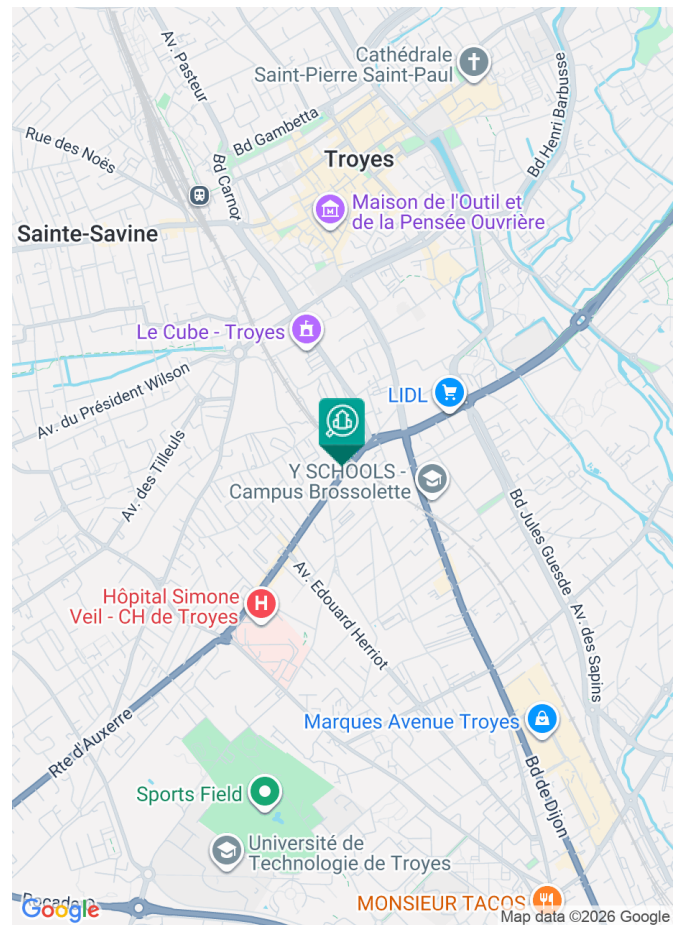 Av. Pasteur
Cathédrale
Saint-Pierre Saint-Paul
Bd Henri Barbusse
Bd Gambetta
Rue des Noës
Bd Carnot
Troyes
Maison de l'Outil et
de la Pensée Ouvrière
Sainte-Savine
Le Cube - Troyes
Av. du Président Wilson
LIDL
Av. des Tilleuls
Y SCHOOLS -
Campus Brossolette
Bd Jules Guesde
Av. Edouard Herriot
Hôpital Simone
Veil - CH de Troyes
H
Av. des Sapins
Marques Avenue Troyes
Rte d'Auxerre
Bd de Dijon
Sports Field
Université de
Technologie de Troyes
MONSIEUR TACOS
Google
Map data ©2026 Google